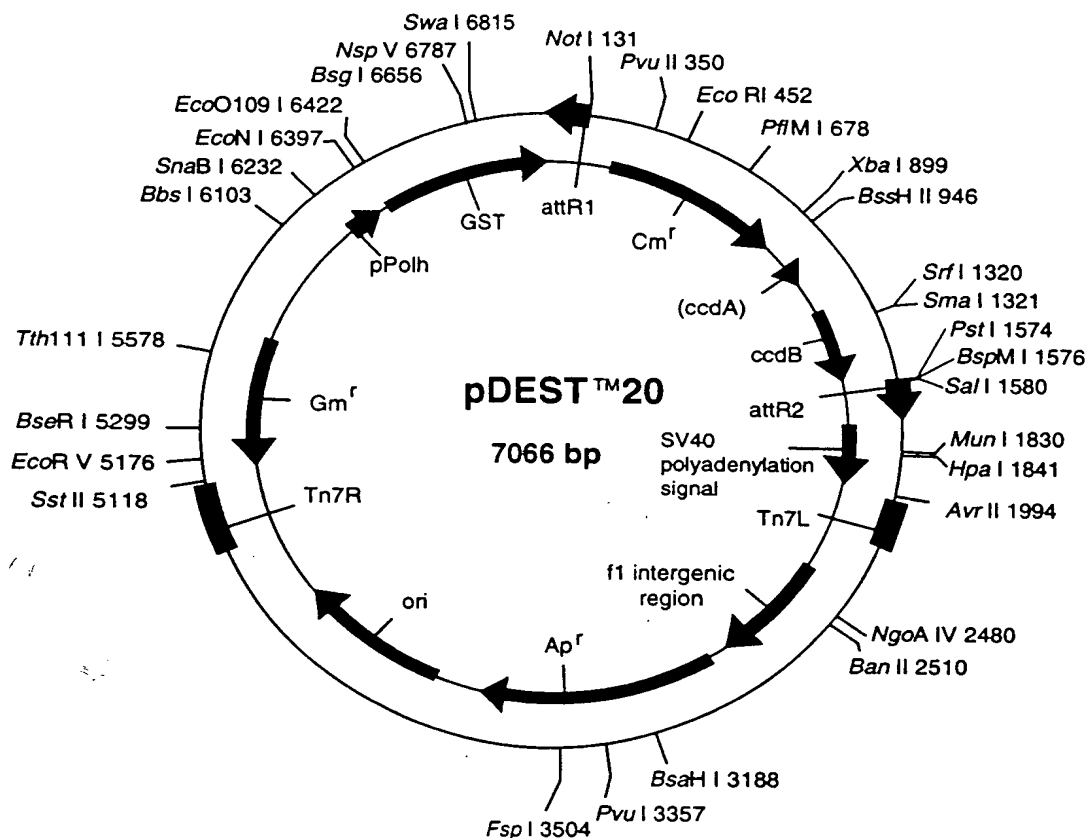 Swa I 6815
Nsp V 6787
Bsg I 6656
EcoO109 I 6422
EcoN I 6397
SnaB I 6232
Bbs I 6103
Tth111 I 5578
BseR I 5299
EcoR V 5176
Sst II 5118
Not I 131
Pvu II 350
Eco RI 452
PflM I 678
Xba I 899
BssH II 946
Srf I 1320
Sma I 1321
Pst I 1574
BspM I 1576
Sal I 1580
Mun I 1830
Hpa I 1841
Avr II 1994
NgoA IV 2480
Ban II 2510
BsaH I 3188
Pvu I 3357
Fsp I 3504
GST
attR1
Cmr
pPolh
(ccdA)
ccdB
attR2
Gmr
pDEST™20
7066 bp
SV40
polyadenylation
signal
Tn7R
Tn7L
f1 intergenic
region
ori
Apr